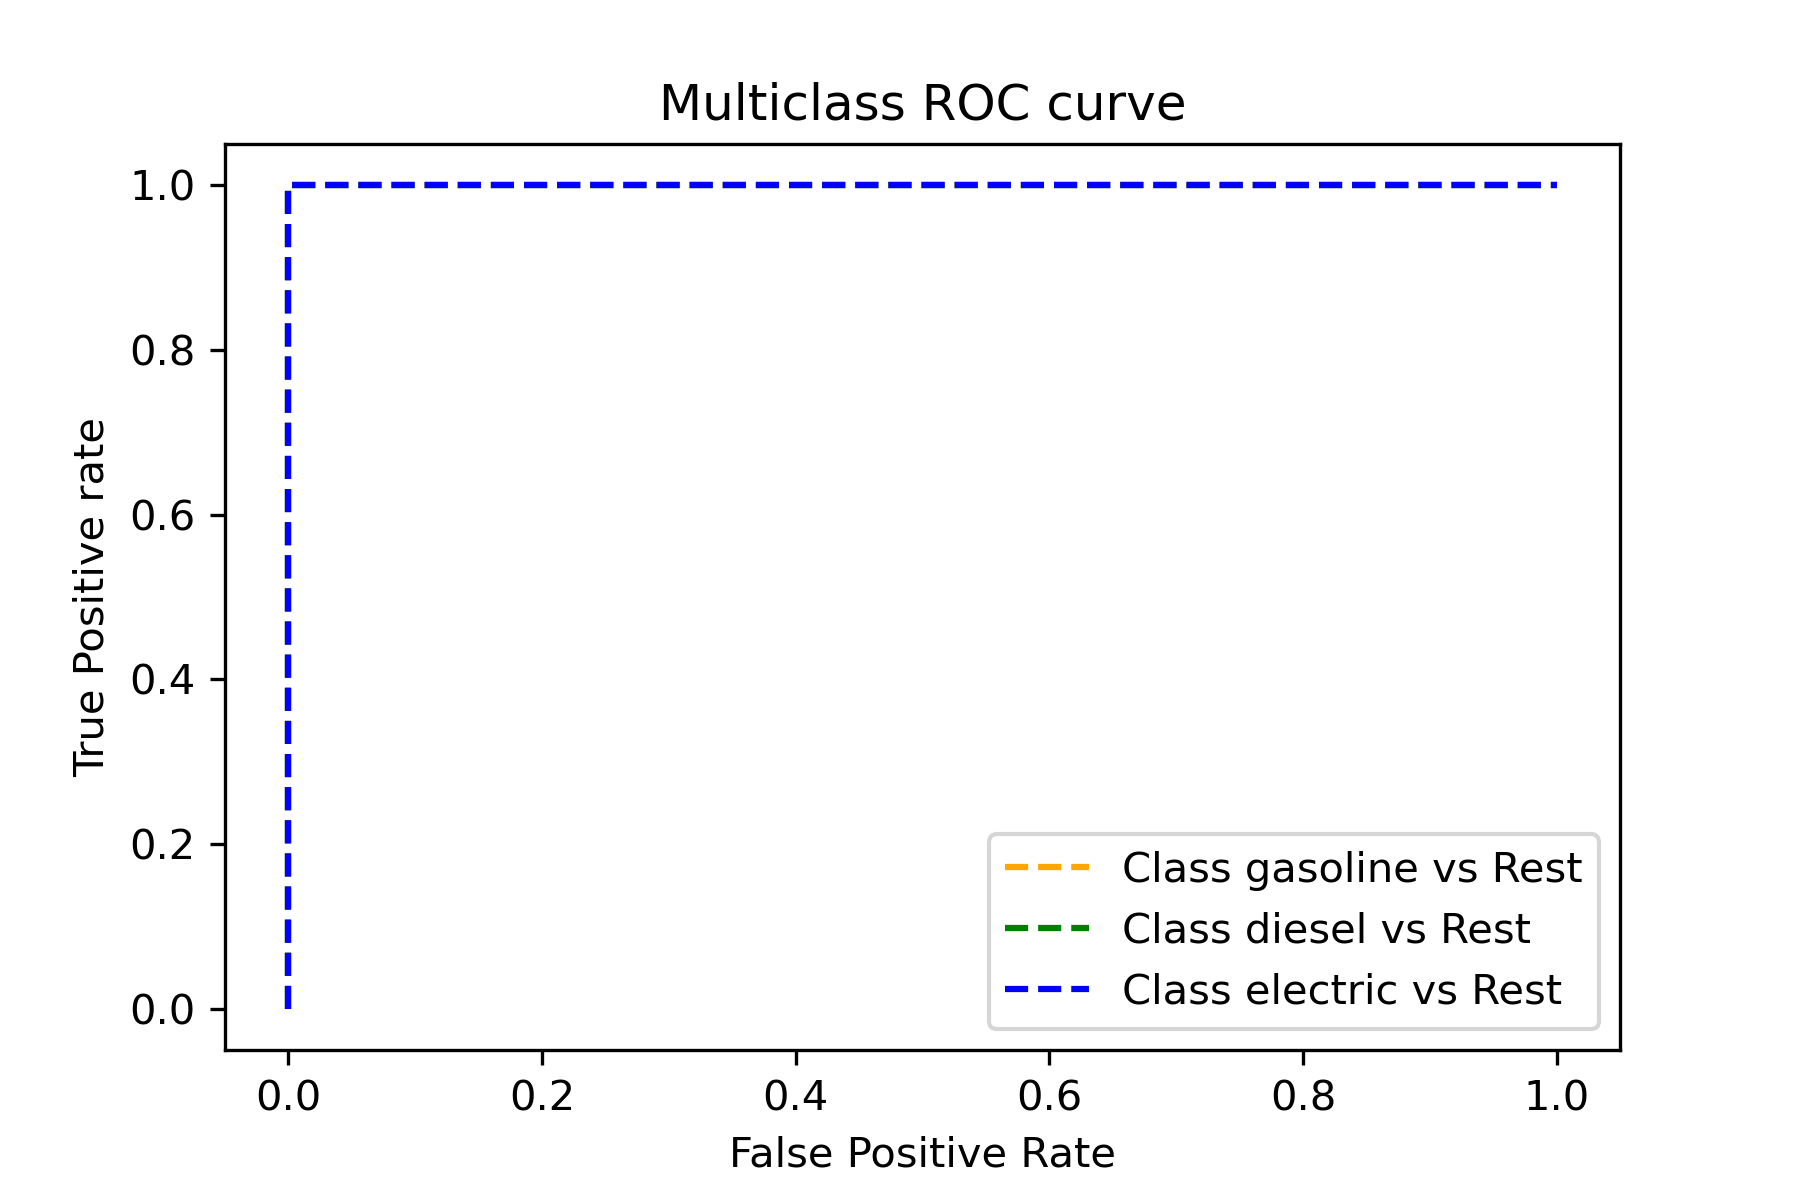 Multiclass ROC curve
1.0
0.8
0.6
0.4
0.2
0.0
True Positive rate
Class gasoline vs Rest
Class diesel vs Rest
Class electric vs Rest
0.0 0.2 0.4 0.6 0.8 1.0
False Positive Rate